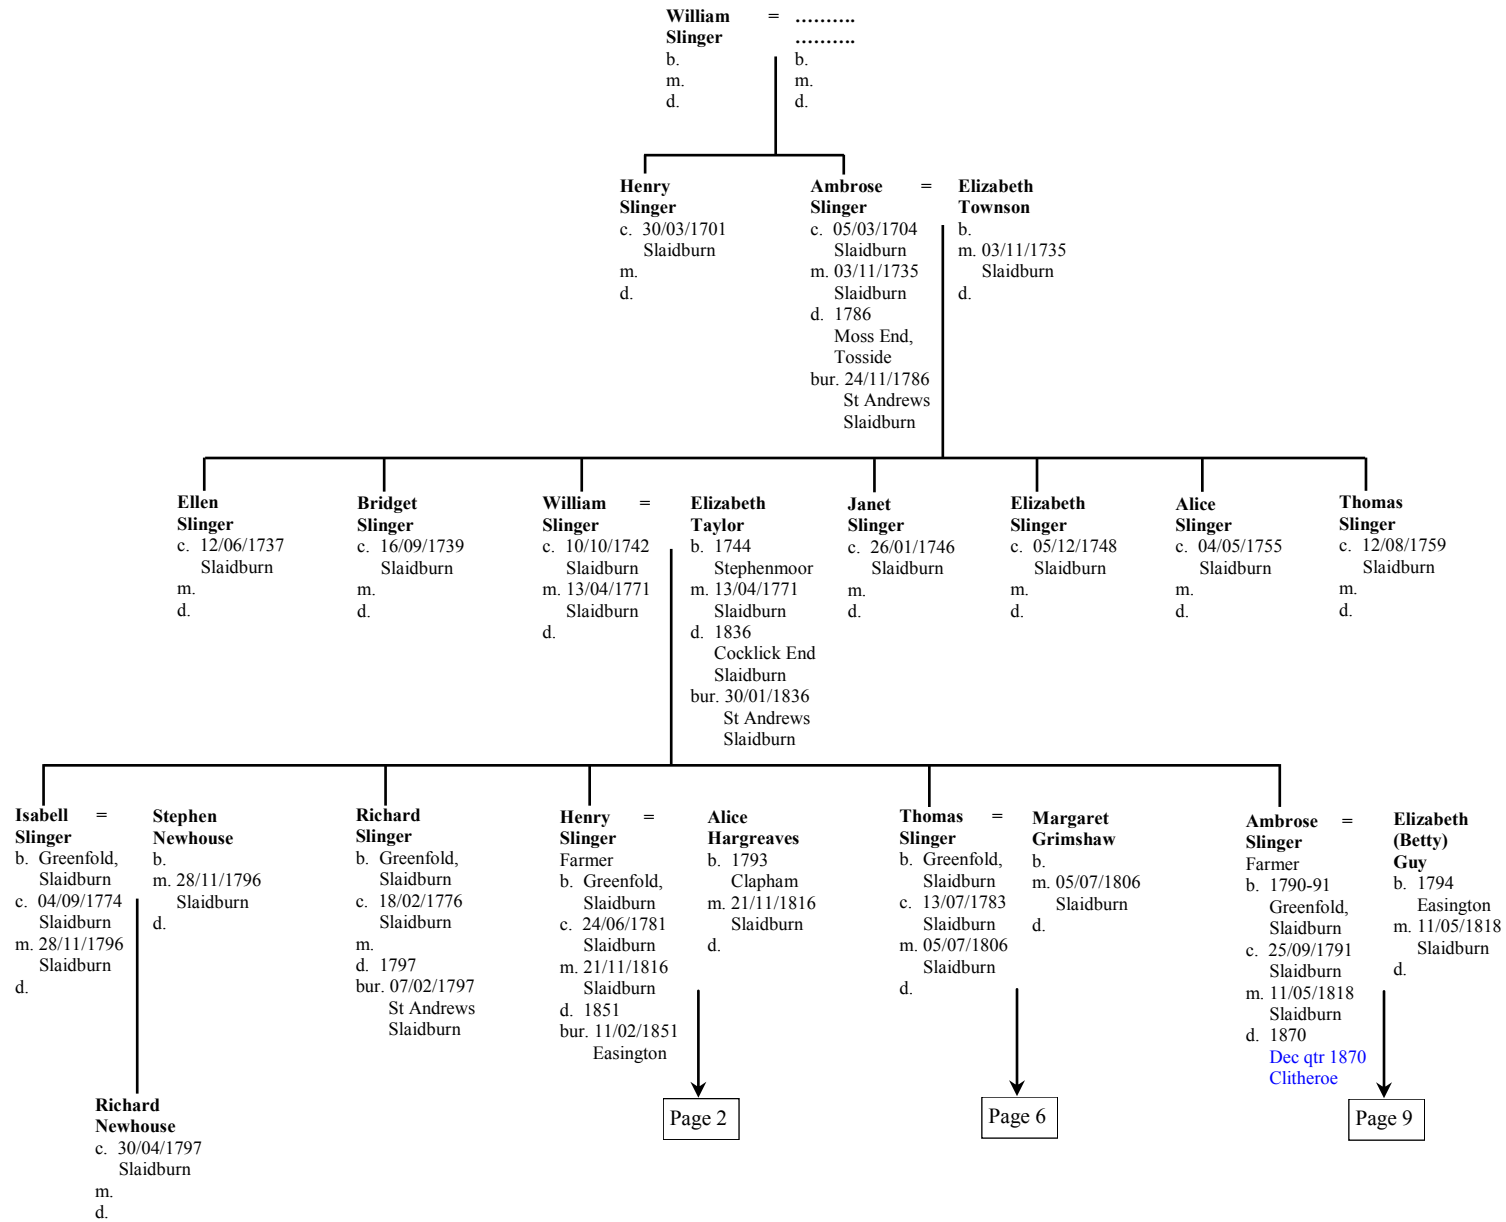 William = ..........
Slinger ..........
b. b.
m. m.
d. d.
Henry
Slinger
c. 30/03/1701
Slaidburn
m.
d.
Ambrose =
Slinger
c. 05/03/1704
Slaidburn
m. 03/11/1735
Slaidburn
d. 1786
Moss End,
Tosside
bur. 24/11/1786
St Andrews
Slaidburn
Elizabeth
Townson
b.
m. 03/11/1735
Slaidburn
d.
Ellen
Slinger
c. 12/06/1737
Slaidburn
m.
d.
Bridget
Slinger
c. 16/09/1739
Slaidburn
m.
d.
William =
Slinger
c. 10/10/1742
Slaidburn
m. 13/04/1771
Slaidburn
d.
Elizabeth
Taylor
b. 1744
Stephenmoor
m. 13/04/1771
Slaidburn
d. 1836
Cocklick End
Slaidburn
bur. 30/01/1836
St Andrews
Slaidburn
Janet
Slinger
c. 26/01/1746
Slaidburn
m.
d.
Elizabeth
Slinger
c. 05/12/1748
Slaidburn
m.
d.
Alice
Slinger
c. 04/05/1755
Slaidburn
m.
d.
Thomas
Slinger
c. 12/08/1759
Slaidburn
m.
d.
Isabell =
Slinger
b. Greenfold,
Slaidburn
c. 04/09/1774
Slaidburn
m. 28/11/1796
Slaidburn
d.
Stephen
Newhouse
b.
m. 28/11/1796
Slaidburn
d.
Richard
Slinger
b. Greenfold,
Slaidburn
c. 18/02/1776
Slaidburn
m.
d. 1797
bur. 07/02/1797
St Andrews
Slaidburn
Henry =
Slinger
Farmer
b. Greenfold,
Slaidburn
c. 24/06/1781
Slaidburn
m. 21/11/1816
Slaidburn
d. 1851
bur. 11/02/1851
Easington
Alice
Hargreaves
b. 1793
Clapham
m. 21/11/1816
Slaidburn
d.
Thomas =
Slinger
b. Greenfold,
Slaidburn
c. 13/07/1783
Slaidburn
m. 05/07/1806
Slaidburn
d.
Margaret
Grimshaw
b.
m. 05/07/1806
Slaidburn
d.
Ambrose =
Slinger
Farmer
b. 1790-91
Greenfold,
Slaidburn
c. 25/09/1791
Slaidburn
m. 11/05/1818
Slaidburn
d. 1870
Dec qtr 1870
Clitheroe
Elizabeth
(Betty)
Guy
b. 1794
Easington
m. 11/05/1818
Slaidburn
d.
Richard
Newhouse
c. 30/04/1797
Slaidburn
m.
d.
Page 2
Page 6
Page 9